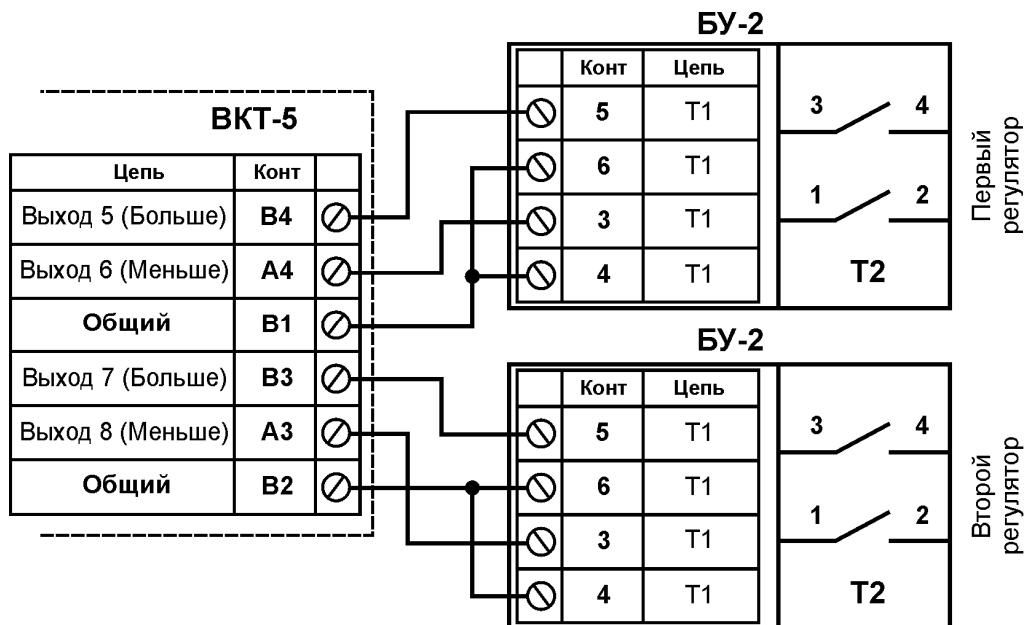 БУ-2
Конт Цепь
5 Т1
6 Т1
3 Т1
4 Т1
3 4
1 2
Т2
Первый
регулятор
ВКТ-5
Цепь Конт
Выход 5 (Больше) В4
Выход 6 (Меньше) А4
Общий В1
Выход 7 (Больше) В3
Выход 8 (Меньше) А3
Общий В2
БУ-2
Конт Цепь
5 Т1
6 Т1
3 Т1
4 Т1
3 4
1 2
Т2
Второй
регулятор